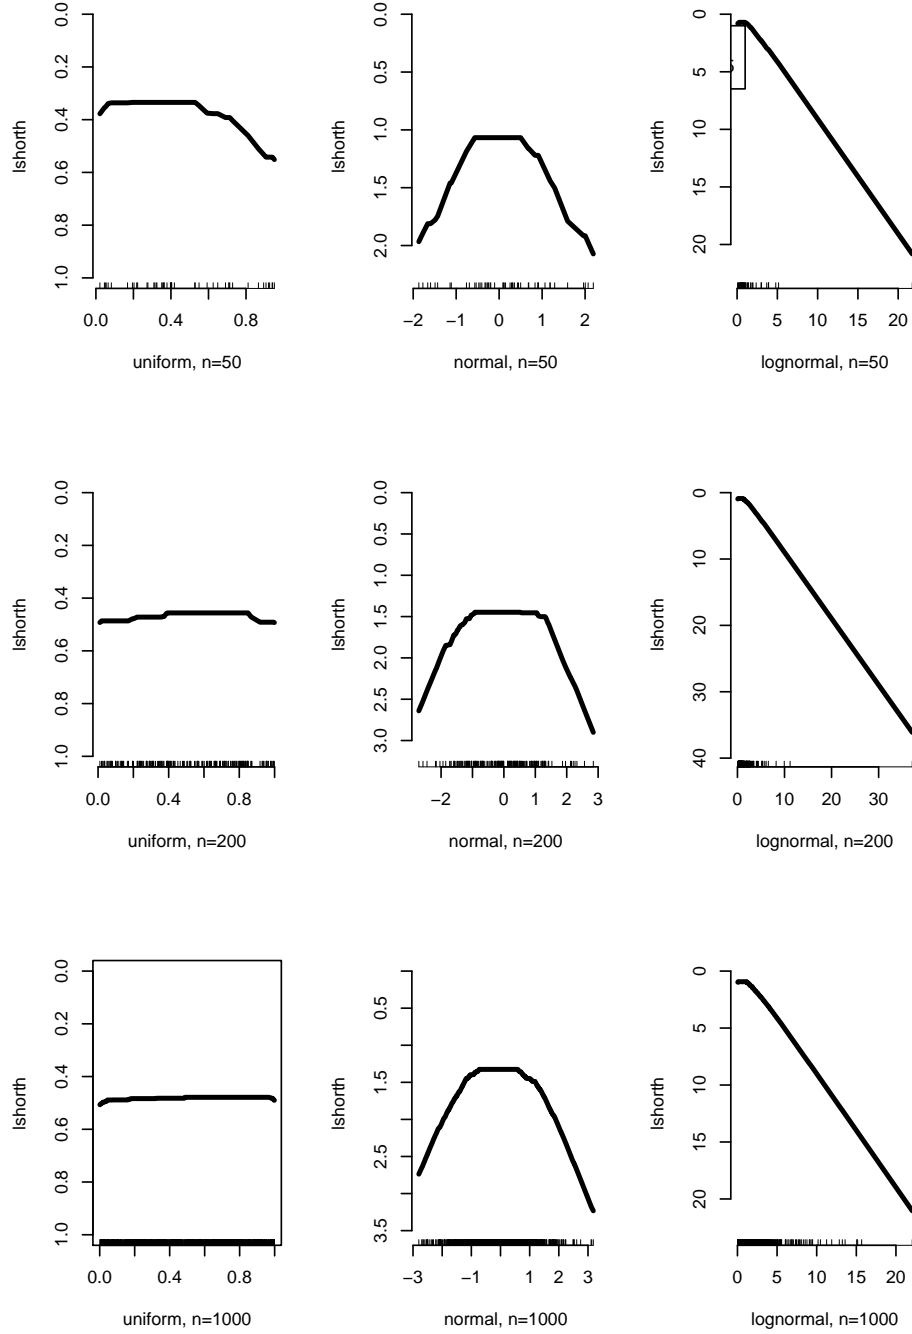 lshorth
0.0
0.2
0.4
0.6
0.8
1.0
0.0 0.4 0.8
uniform, n=50
lshorth
0.0
0.5
1.0
1.5
2.0
−2 −1 0 1 2
normal, n=50
lshorth
0
5
10
15
20
0 5 10 15 20
lognormal, n=50
lshorth
0.0
0.2
0.4
0.6
0.8
1.0
0.0 0.4 0.8
uniform, n=200
lshorth
0.0
0.5
1.0
1.5
2.0
2.5
3.0
−2 0 1 2 3
normal, n=200
lshorth
0
10
20
30
40
0 10 20 30
lognormal, n=200
lshorth
0.0
0.2
0.4
0.6
0.8
1.0
0.0 0.4 0.8
uniform, n=1000
lshorth
0.5
1.5
2.5
3.5
−3 −1 0 1 3
normal, n=1000
lshorth
0
5
10
15
20
0 5 10 15 20
lognormal, n=1000